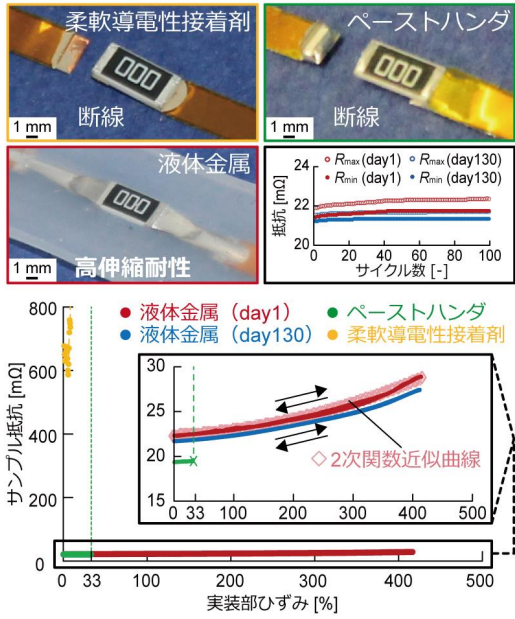 柔軟導電性接着剤
000
断線
1 mm
ペーストハンダ
000
断線
1 mm
液体金属
000
高伸縮耐性
1 mm
Rmax(day1) Rmax(day130)
Rmin(day1) Rmin(day130)
抵抗 [mΩ]
24
22
20
18
0 20 40 60 80 100
サイクル数 [-]
液体金属（day1） ペーストハンダ
液体金属（day130） 柔軟導電性接着剤
サンプル抵抗 [mΩ]
800
600
400
200
0
30
25
20
15
2次関数近似曲線
0 33 100 200 300 400 500
0 33 100 200 300 400 500
実装部ひずみ [%]